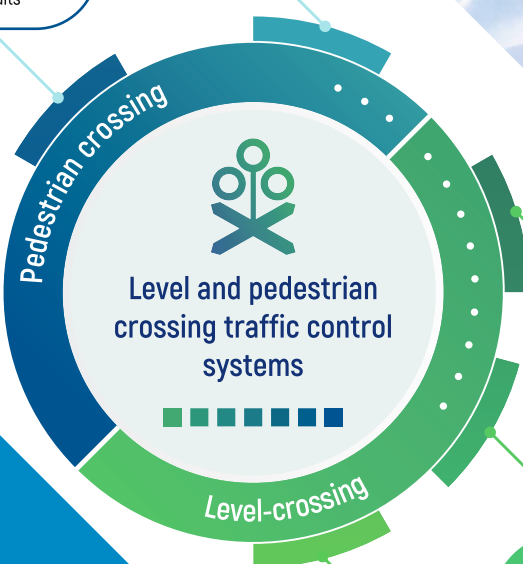 Pedestrian crossing
Level and pedestrian
crossing traffic control
systems
Level-crossing